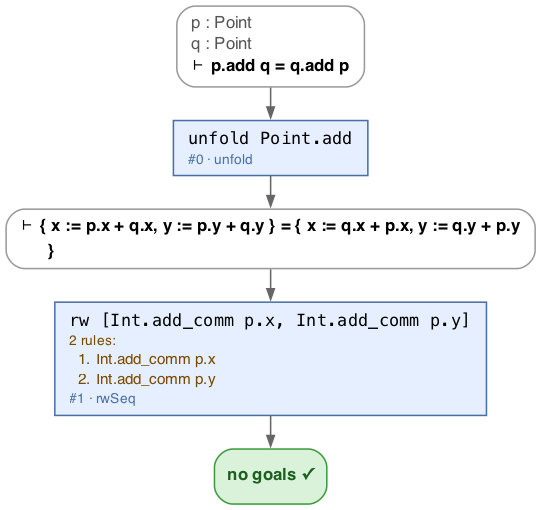 p : Point
q : Point
⊢ p.add q = q.add p
unfold Point.add
#0 · unfold
⊢ { x := p.x + q.x, y := p.y + q.y } = { x := q.x + p.x, y := q.y + p.y
}
rw [Int.add_comm p.x, Int.add_comm p.y]
2 rules:
1. Int.add_comm p.x
2. Int.add_comm p.y
#1 · rwSeq
no goals ✓